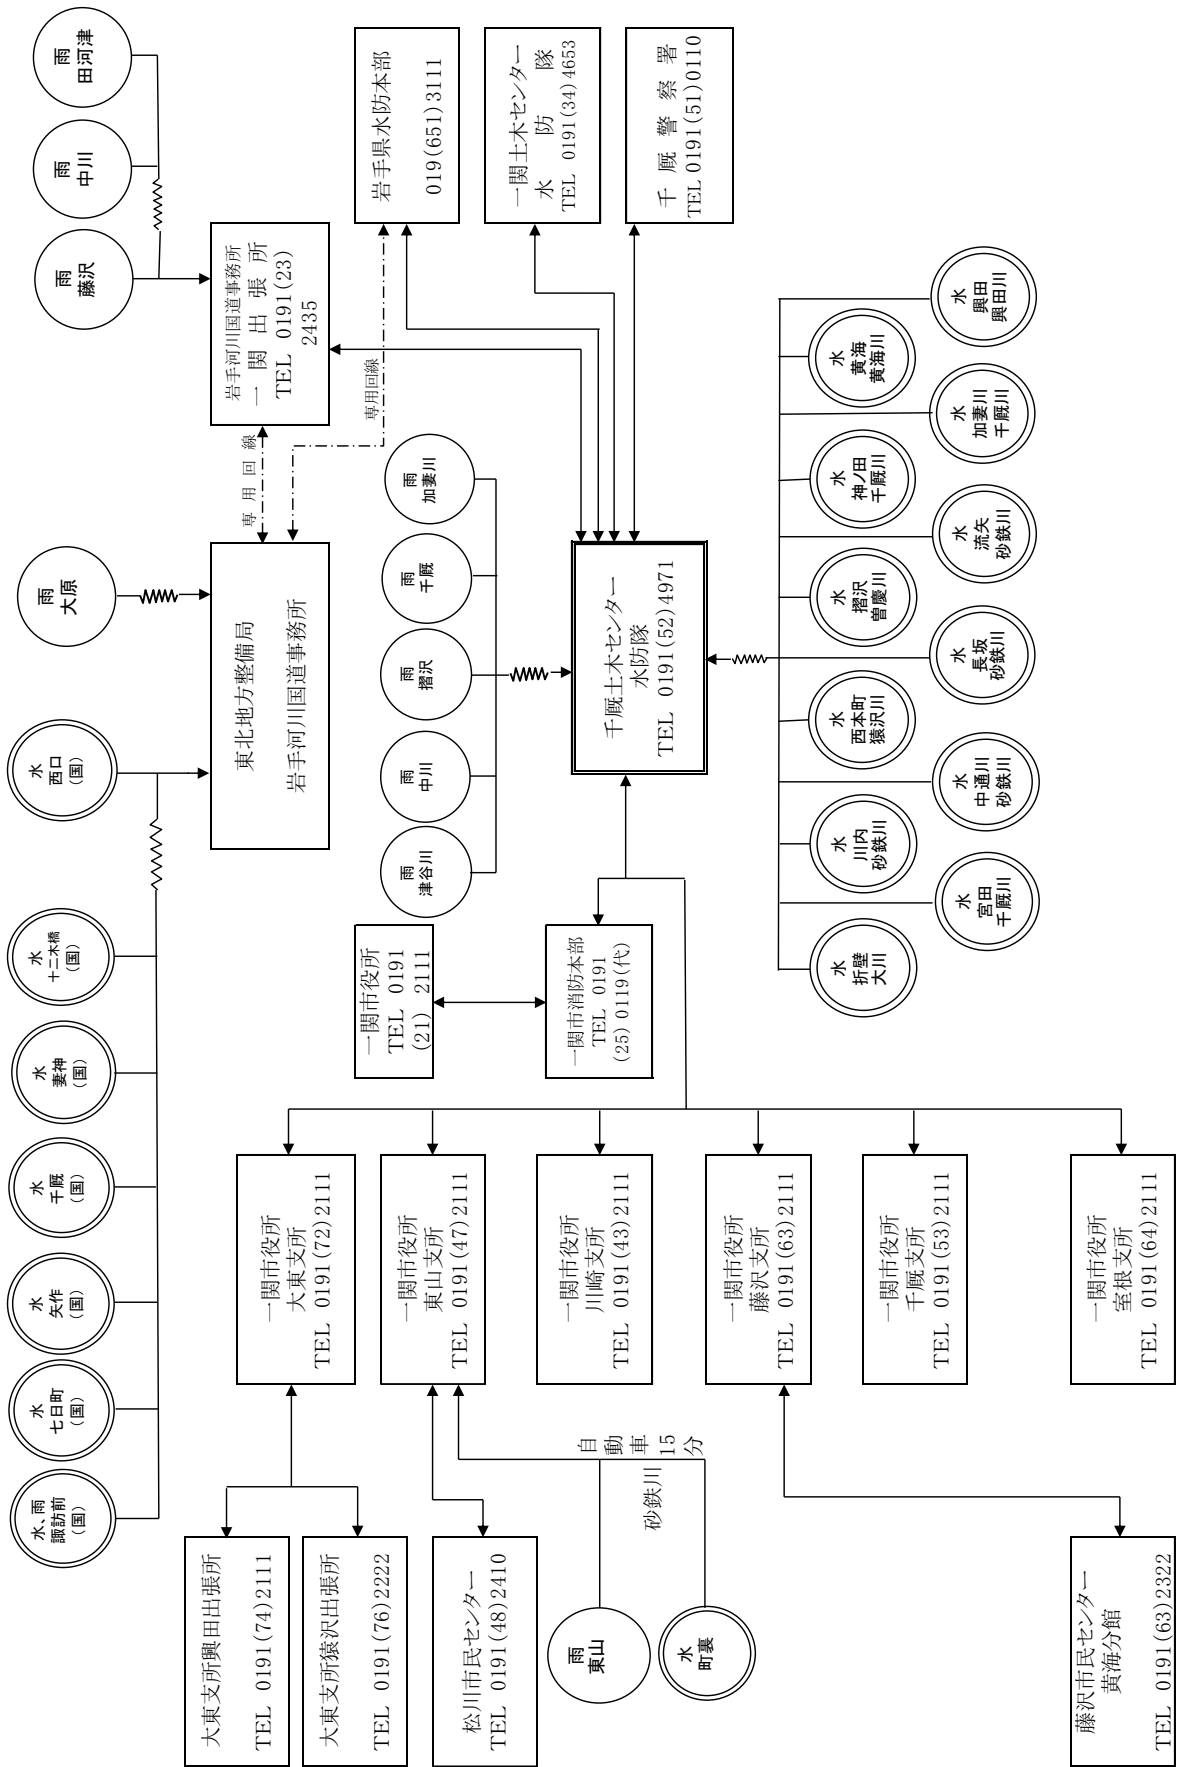 雨
田河津
雨
中川
雨
藤沢
雨
大原
水
西口
(国)
水
十二木橋
(国)
水
妻神
(国)
水
千厩
(国)
水
矢作
(国)
水
七日町
(国)
水、雨
諏訪前
(国)
岩手河川国道事務所
一関出張所
TEL 0191(23)
2435
専用回線
東北地方整備局
岩手河川国道事務所
専用回線
岩手県水防本部
019(651)3111
一関土木センター
水防隊
TEL 0191(34)4653
千厩警察署
TEL 0191(51)0110
雨
加妻川
雨
千厩
雨
摺沢
雨
中川
雨
津谷川
千厩土木センター
水防隊
TEL 0191(52)4971
一関市役所
TEL 0191
(21) 2111
一関市消防本部
TEL 0191
(25)0119(代)
水
興田
興田川
水
黄海
黄海川
水
加妻川
千厩川
水
神ノ田
千厩川
水
流矢
砂鉄川
水
摺沢
曽慶川
水
長坂
砂鉄川
水
西本町
猿沢川
水
中通川
砂鉄川
水
川内
砂鉄川
水
宮田
千厩川
水
折壁
大川
一関市役所
大東支所
TEL 0191(72)2111
一関市役所
東山支所
TEL 0191(47)2111
一関市役所
川崎支所
TEL 0191(43)2111
一関市役所
藤沢支所
TEL 0191(63)2111
一関市役所
千厩支所
TEL 0191(53)2111
一関市役所
室根支所
TEL 0191(64)2111
大東支所興田出張所
TEL 0191(74)2111
大東支所猿沢出張所
TEL 0191(76)2222
松川市民センター
TEL 0191(48)2410
自動車15分
砂鉄川
雨
東山
水
町裏
藤沢市民センター
黄海分館
TEL 0191(63)2322